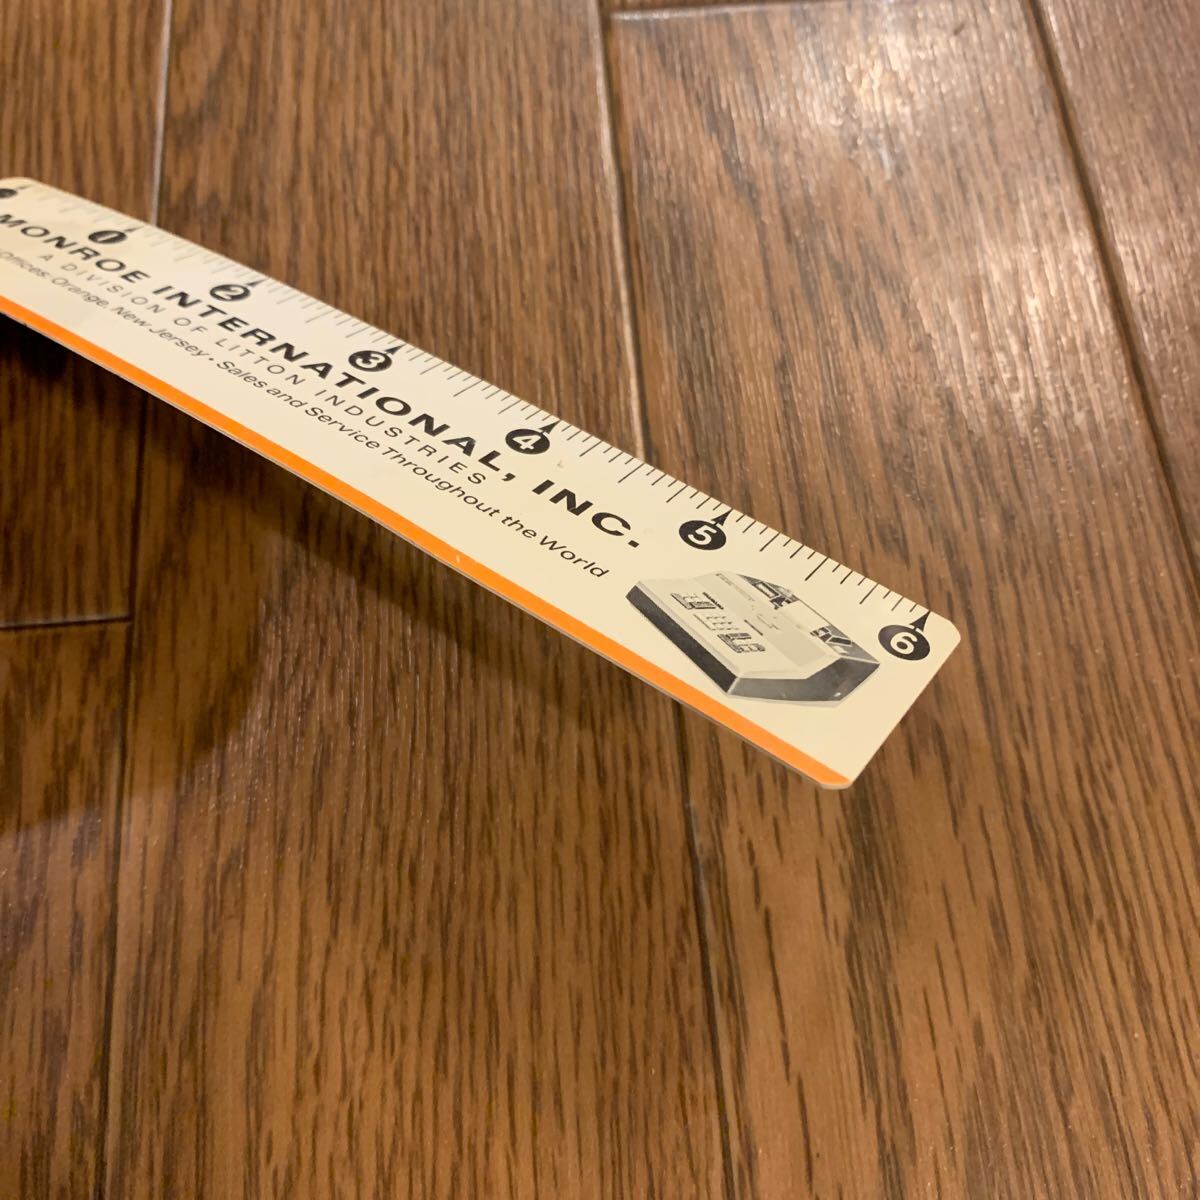 1 2 3 4 5 6
MONROE INTERNATIONAL, INC.
A DIVISION OF LITTON INDUSTRIES
Offices: Orange, New Jersey • Sales and Service Throughout the World